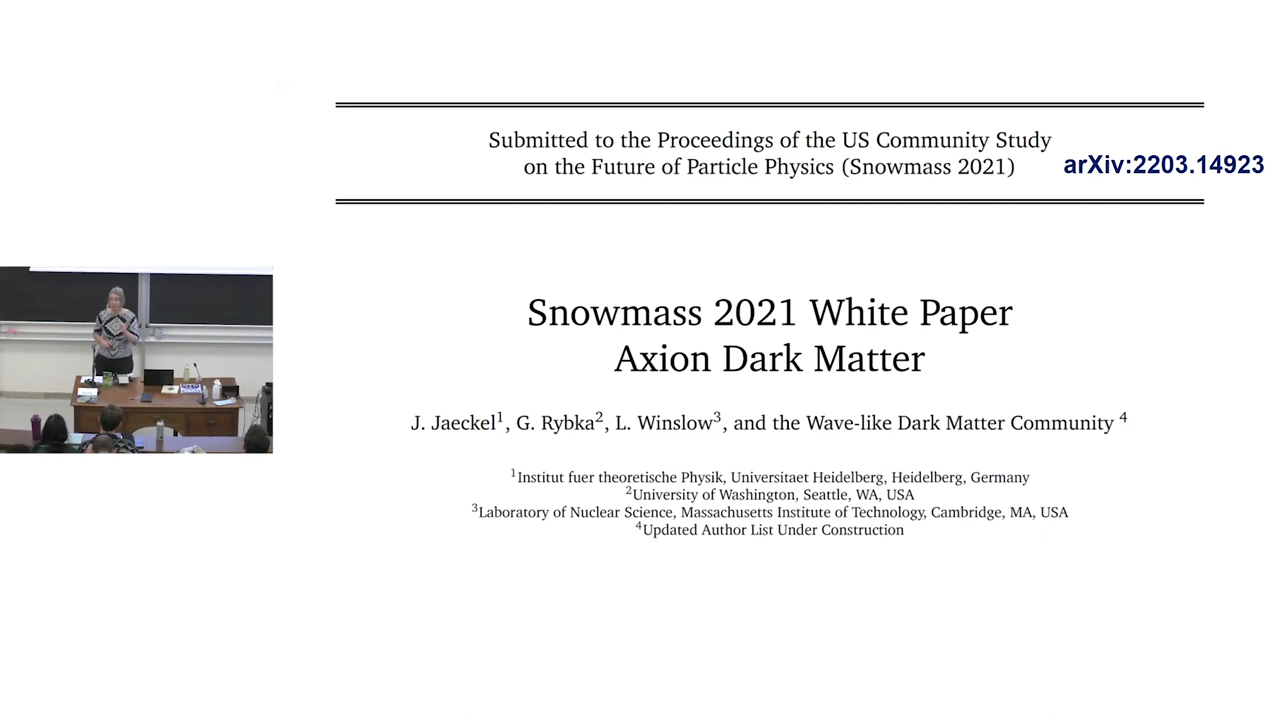 Submitted to the Proceedings of the US Community Study
on the Future of Particle Physics (Snowmass 2021)
arXiv:2203.14923
Snowmass 2021 White Paper
Axion Dark Matter
J. Jaeckel1, G. Rybka2, L. Winslow3, and the Wave-like Dark Matter Community 4
1Institut fuer theoretische Physik, Universitaet Heidelberg, Heidelberg, Germany
2University of Washington, Seattle, WA, USA
3Laboratory of Nuclear Science, Massachusetts Institute of Technology, Cambridge, MA, USA
4Updated Author List Under Construction